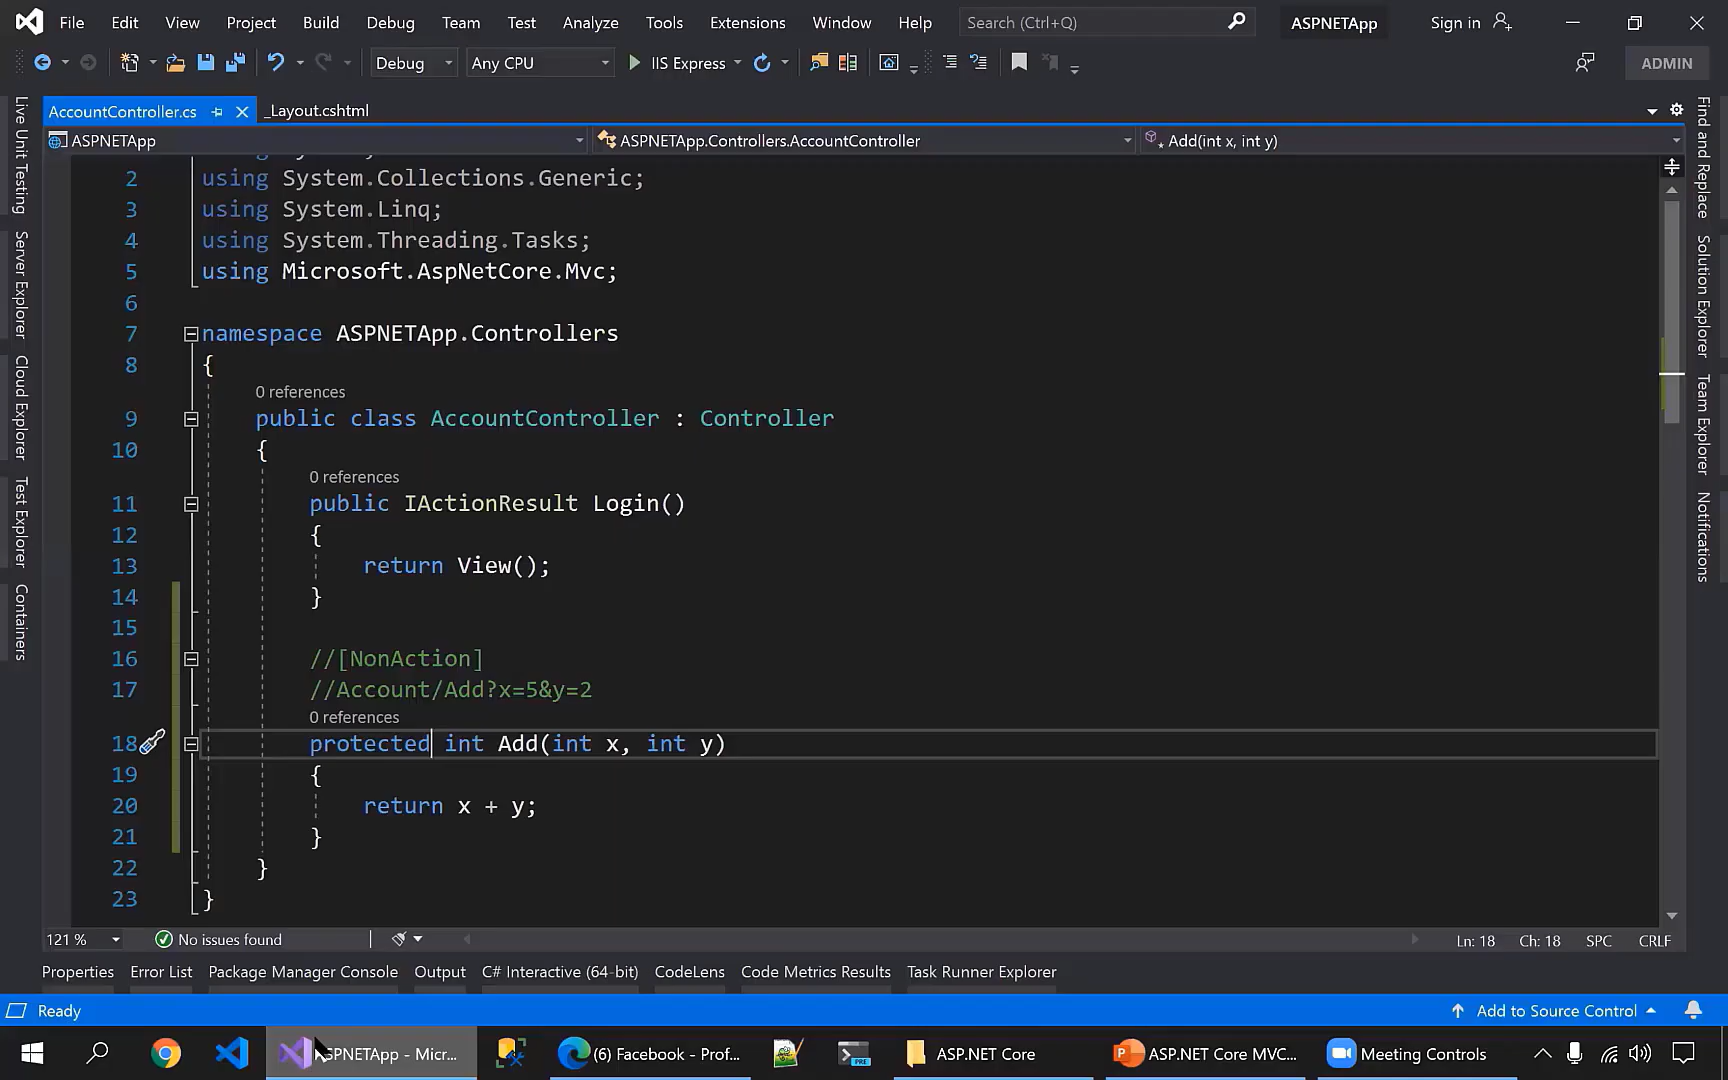 File Edit View Project Build Debug Team Test Analyze Tools Extensions Window Help Search (Ctrl+Q) ASPNETApp Sign in
Debug Any CPU IIS Express ADMIN
AccountController.cs _Layout.cshtml
ASPNETApp ASPNETApp.Controllers.AccountController Add(int x, int y)
Live Unit Testing
Server Explorer
Cloud Explorer
Test Explorer
Containers
2 using System.Collections.Generic;
3 using System.Linq;
4 using System.Threading.Tasks;
5 using Microsoft.AspNetCore.Mvc;
6
7 namespace ASPNETApp.Controllers
8 {
0 references
9 public class AccountController : Controller
10 {
0 references
11 public IActionResult Login()
12 {
13 return View();
14 }
15
16 //[NonAction]
17 //Account/Add?x=5&y=2
0 references
18 protected int Add(int x, int y)
19 {
20 return x + y;
21 }
22 }
23 }
Find and Replace
Solution Explorer
Team Explorer
Notifications
121 % No issues found Ln: 18 Ch: 18 SPC CRLF
Properties Error List Package Manager Console Output C# Interactive (64-bit) CodeLens Code Metrics Results Task Runner Explorer
Ready Add to Source Control
SPNETApp - Micr... (6) Facebook - Prof... ASP.NET Core ASP.NET Core MVC... Meeting Controls